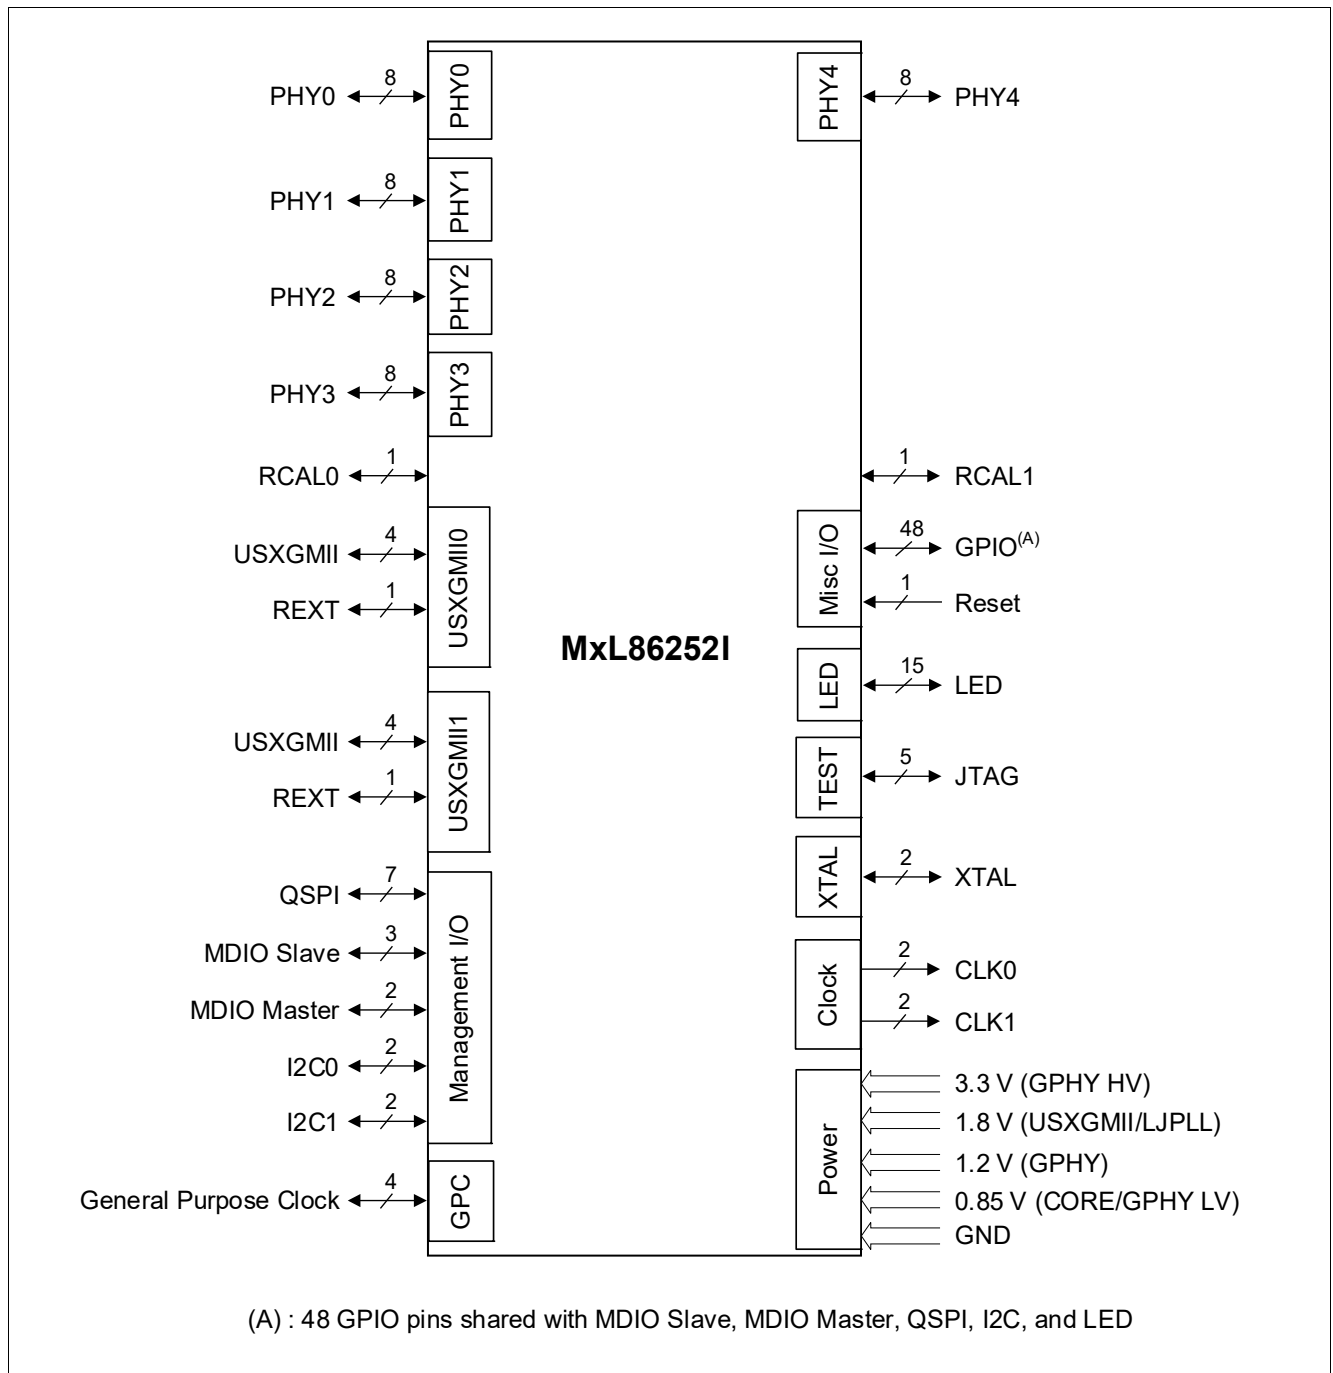 PHY0 8 PHY0
PHY1 8 PHY1
PHY2 8 PHY2
PHY3 8 PHY3
RCAL0 1
USXGMII 4
REXT 1
USXGMII0
USXGMII 4
REXT 1
USXGMII1
QSPI 7
MDIO Slave 3
MDIO Master 2
I2C0 2
I2C1 2
Management I/O
General Purpose Clock 4 GPC
MxL86252I
PHY4 8 PHY4
1 RCAL1
Misc I/O
48 GPIO(A)
1 Reset
LED 15 LED
TEST 5 JTAG
XTAL 2 XTAL
Clock
2 CLK0
2 CLK1
Power
3.3 V (GPHY HV)
1.8 V (USXGMII/LJPLL)
1.2 V (GPHY)
0.85 V (CORE/GPHY LV)
GND
(A) : 48 GPIO pins shared with MDIO Slave, MDIO Master, QSPI, I2C, and LED